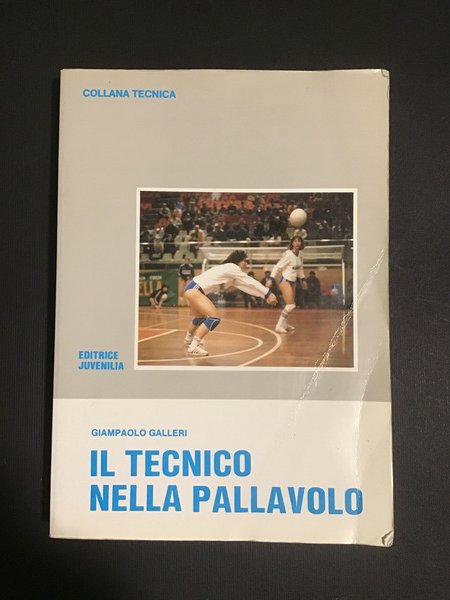 COLLANA TECNICA
EDITRICE
JUVENILIA
GIAMPAOLO GALLERI
IL TECNICO
NELLA PALLAVOLO